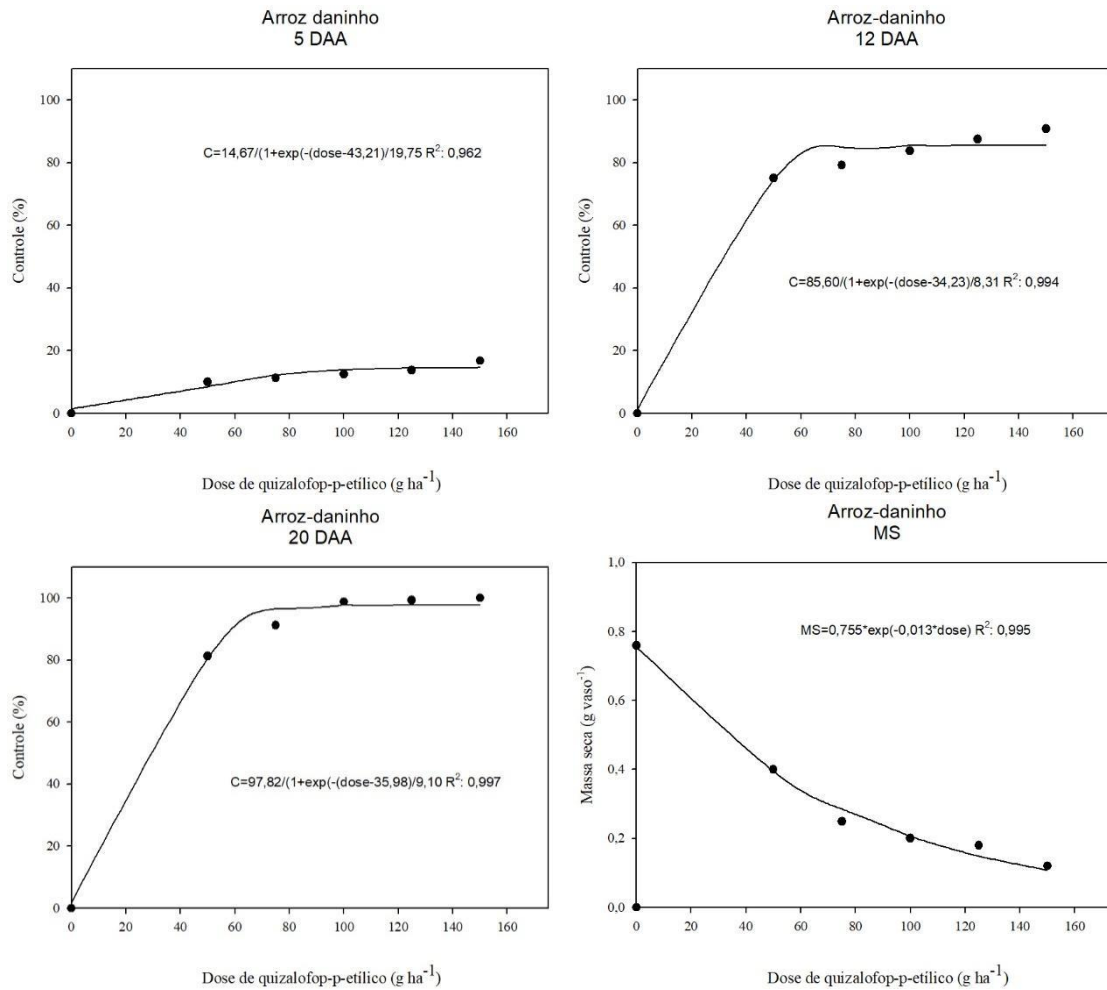 Arroz daninho
5 DAA
Controle (%)
100
80
60
40
20
0
C=14,67/(1+exp(-(dose-43,21)/19,75 R²: 0,962
0 20 40 60 80 100 120 140 160
Dose de quizalofop-p-etílico (g ha⁻¹)
Arroz-daninho
12 DAA
Controle (%)
100
80
60
40
20
0
C=85,60/(1+exp(-(dose-34,23)/8,31 R²: 0,994
0 20 40 60 80 100 120 140 160
Dose de quizalofop-p-etílico (g ha⁻¹)
Arroz-daninho
20 DAA
Controle (%)
100
80
60
40
20
0
C=97,82/(1+exp(-(dose-35,98)/9,10 R²: 0,997
0 20 40 60 80 100 120 140 160
Dose de quizalofop-p-etílico (g ha⁻¹)
Arroz-daninho
MS
Massa seca (g vaso⁻¹)
1,0
0,8
0,6
0,4
0,2
0,0
MS=0,755*exp(-0,013*dose) R²: 0,995
0 20 40 60 80 100 120 140 160
Dose de quizalofop-p-etílico (g ha⁻¹)